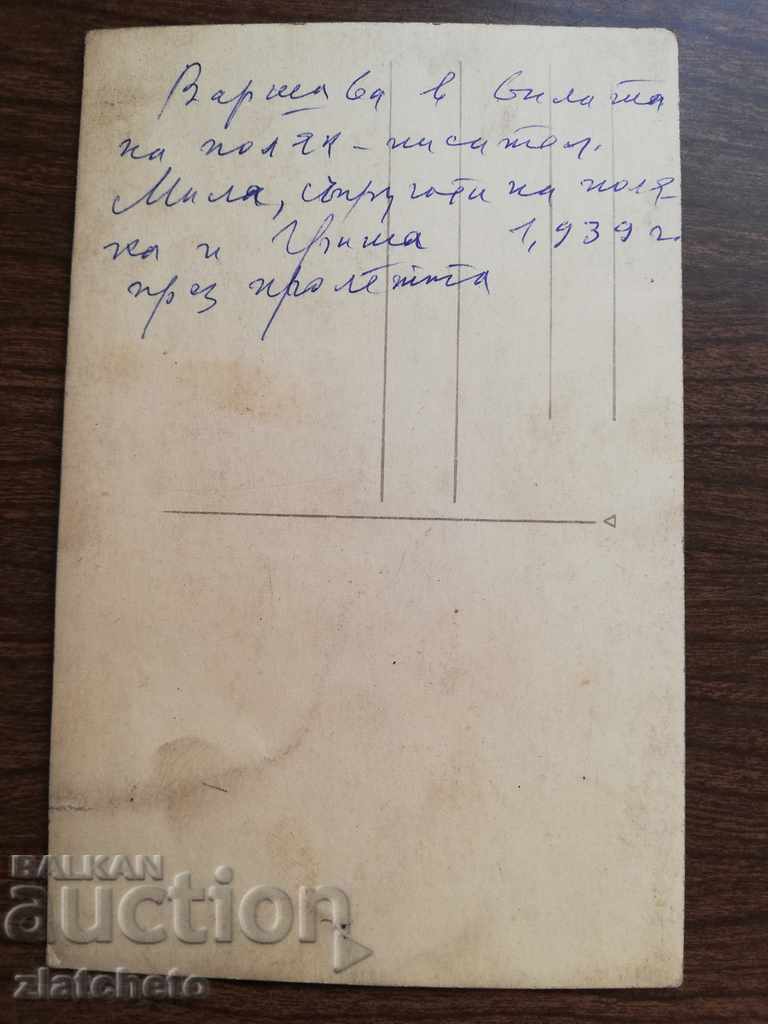 Варшава в вилата
на поляк-писател.
Мила, съпругата на поля-
ка и Гриша 1,939 г.
през пролетта
BALKAN
auction
zlatcheto